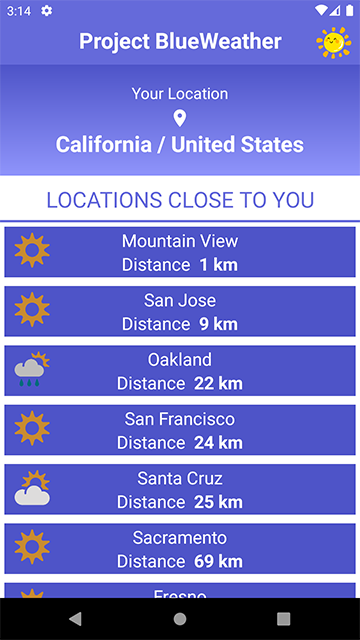 3:14
Project BlueWeather
Your Location
California / United States
LOCATIONS CLOSE TO YOU
Mountain View
Distance 1 km
San Jose
Distance 9 km
Oakland
Distance 22 km
San Francisco
Distance 24 km
Santa Cruz
Distance 25 km
Sacramento
Distance 69 km
Fresno